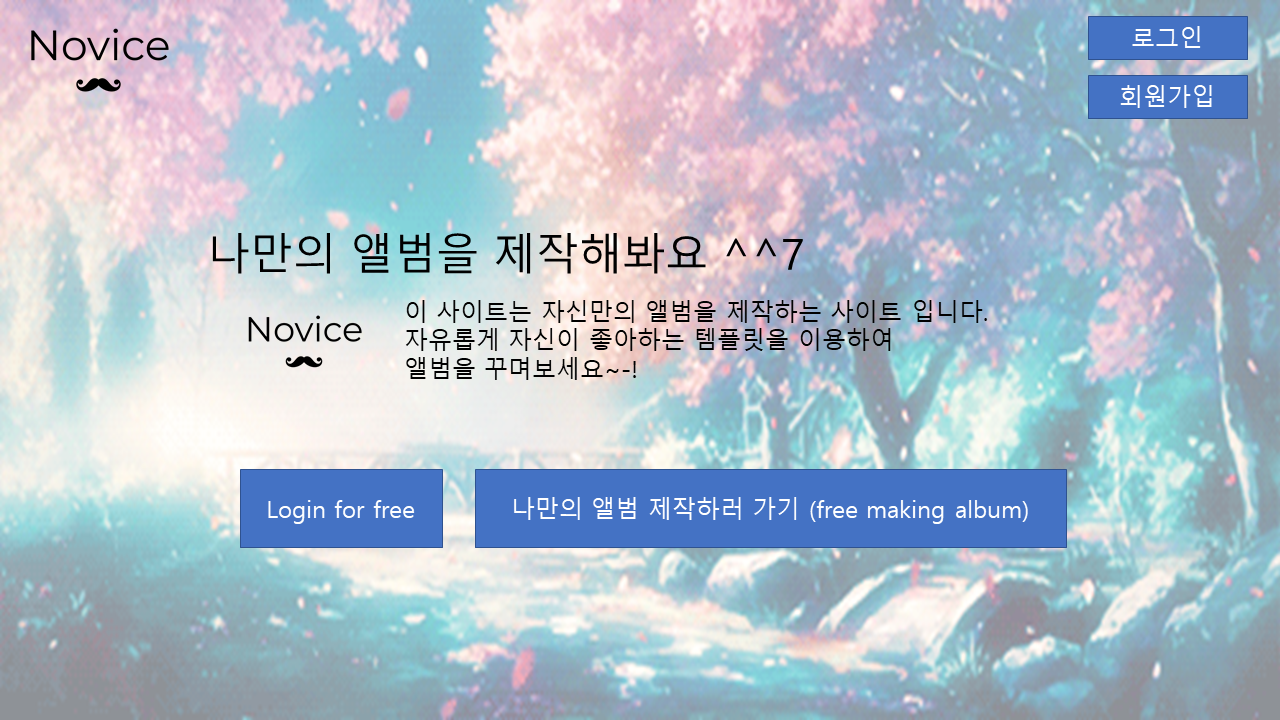 Novice
로그인
회원가입
나만의 앨범을 제작해봐요 ^^7
Novice
이 사이트는 자신만의 앨범을 제작하는 사이트 입니다.
자유롭게 자신이 좋아하는 템플릿을 이용하여
앨범을 꾸며보세요~-!
Login for free
나만의 앨범 제작하러 가기 (free making album)